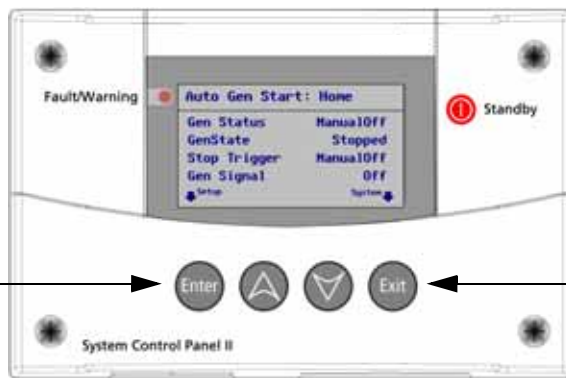 Fault/Warning
Auto Gen Start: Home
Gen Status ManualOff
GenState Stopped
Stop Trigger ManualOff
Gen Signal Off
Setup System
Standby
Enter Exit
System Control Panel II